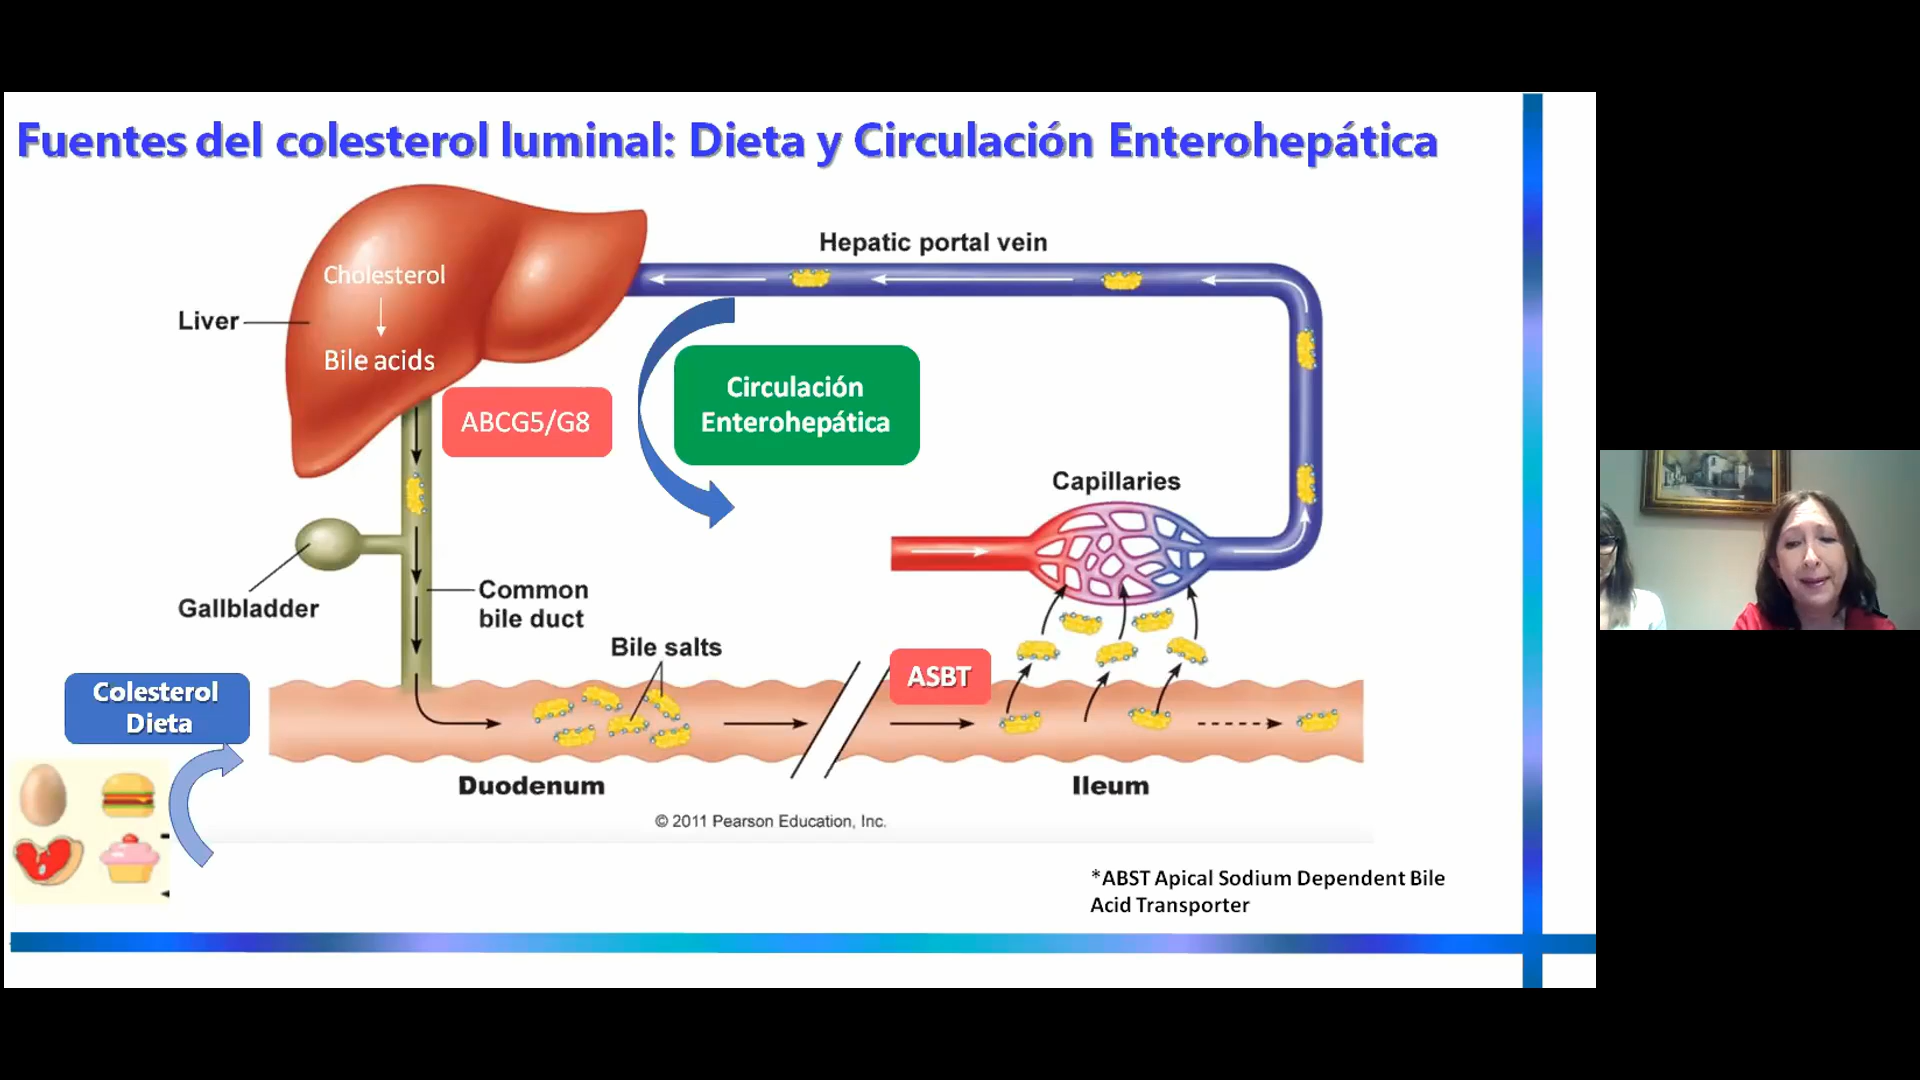 Fuentes del colesterol luminal: Dieta y Circulación Enterohepática
Hepatic portal vein
Cholesterol
Liver
Bile acids
ABCG5/G8
Circulación
Enterohepática
Capillaries
Gallbladder
Common
bile duct
Bile salts
ASBT
Colesterol
Dieta
Duodenum
Ileum
© 2011 Pearson Education, Inc.
*ABST Apical Sodium Dependent Bile
Acid Transporter